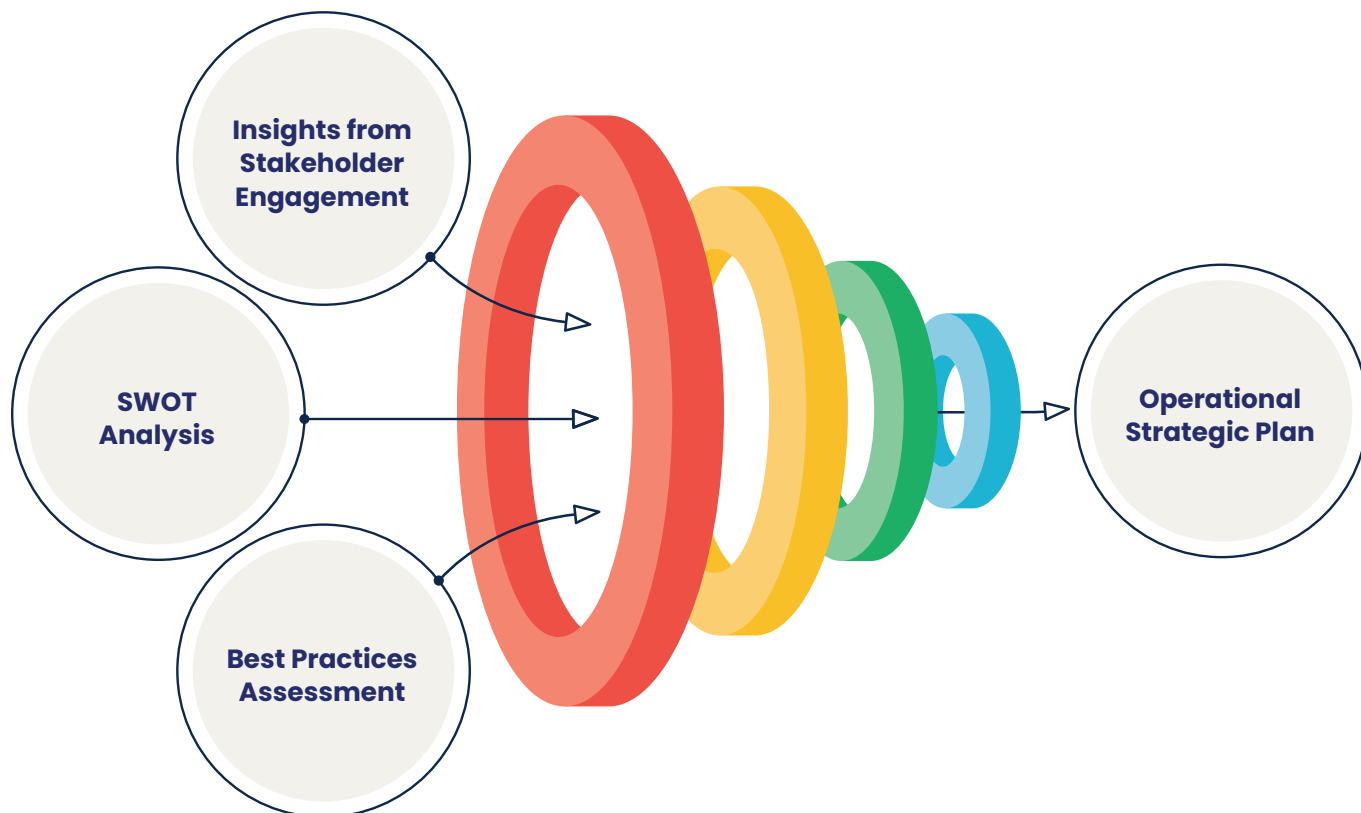 Insights from
Stakeholder
Engagement
SWOT
Analysis
Best Practices
Assessment
Operational
Strategic Plan